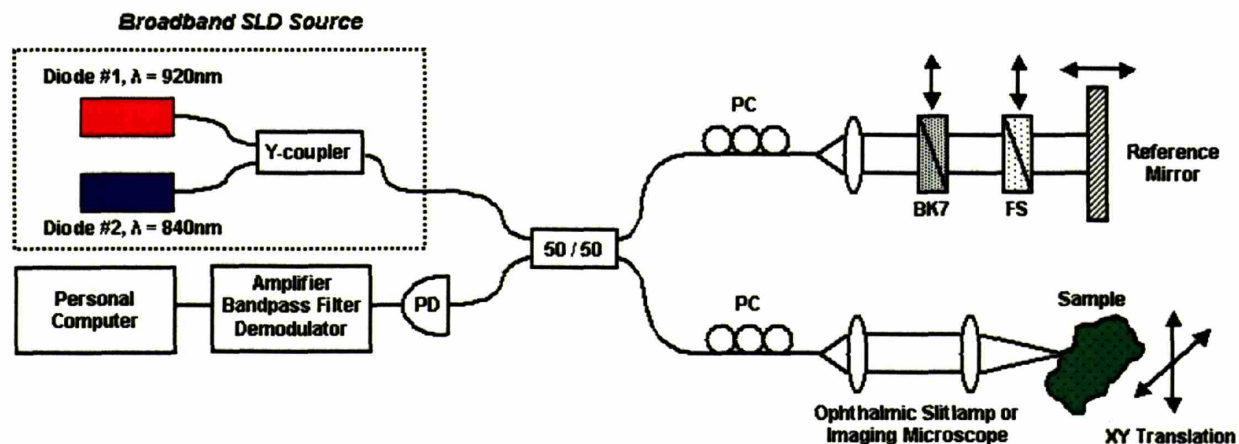 Broadband SLD Source
Diode #1, λ = 920nm
Y-coupler
Diode #2, λ = 840nm
Personal
Computer
Amplifier
Bandpass Filter
Demodulator
PD
50 / 50
PC
BK7
FS
Reference
Mirror
PC
Sample
Ophthalmic Slitlamp or
Imaging Microscope
XY Translation